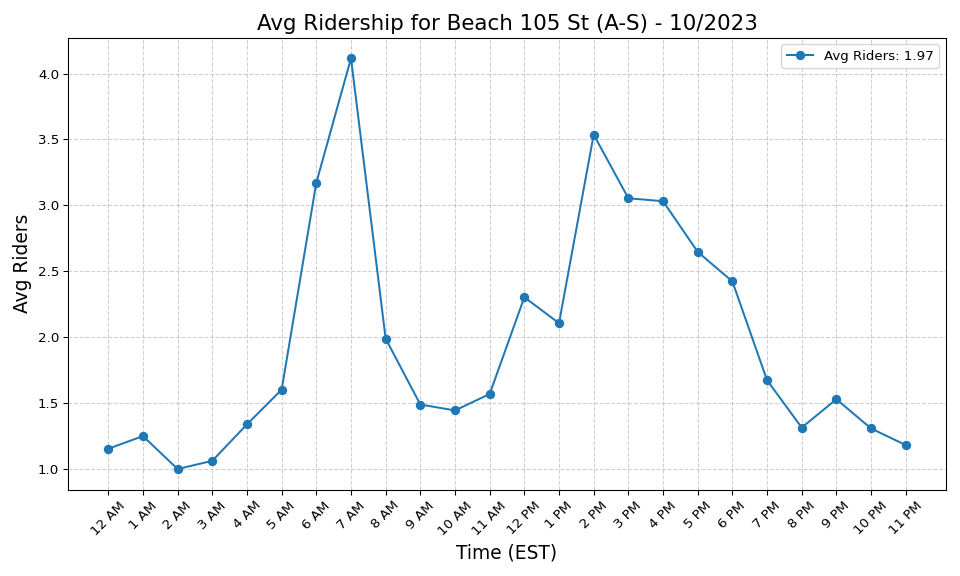 Avg Ridership for Beach 105 St (A-S) - 10/2023
Avg Riders: 1.97
Avg Riders
4.0
3.5
3.0
2.5
2.0
1.5
1.0
12 AM
1 AM
2 AM
3 AM
4 AM
5 AM
6 AM
7 AM
8 AM
9 AM
10 AM
11 AM
12 PM
1 PM
2 PM
3 PM
4 PM
5 PM
6 PM
7 PM
8 PM
9 PM
10 PM
11 PM
Time (EST)